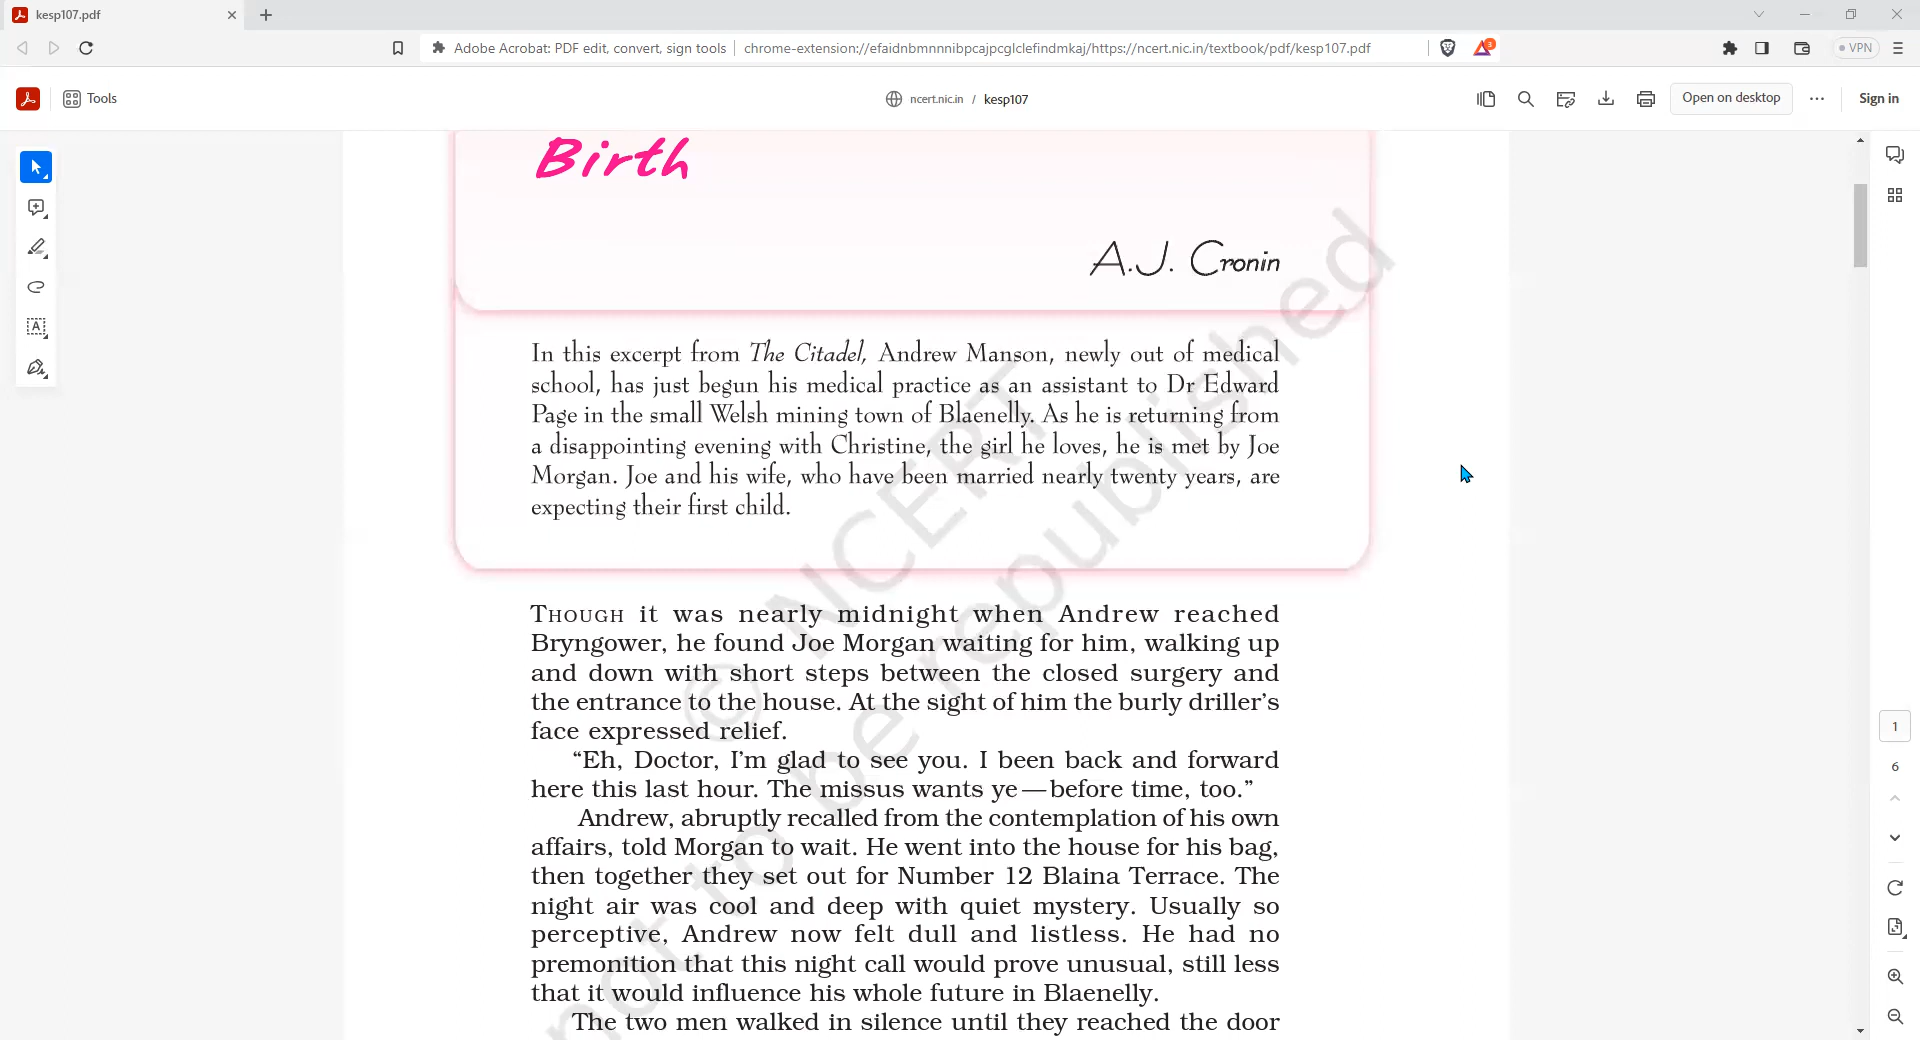 kesp107.pdf
Adobe Acrobat: PDF edit, convert, sign tools | chrome-extension://efaidnbmnnnibpcajpcglclefindmkaj/https://ncert.nic.in/textbook/pdf/kesp107.pdf
3
VPN
Tools
ncert.nic.in / kesp107
Open on desktop
Sign in
Birth
A.J. Cronin
In this excerpt from The Citadel, Andrew Manson, newly out of medical
school, has just begun his medical practice as an assistant to Dr Edward
Page in the small Welsh mining town of Blaenelly. As he is returning from
a disappointing evening with Christine, the girl he loves, he is met by Joe
Morgan. Joe and his wife, who have been married nearly twenty years, are
expecting their first child.
THOUGH it was nearly midnight when Andrew reached
Bryngower, he found Joe Morgan waiting for him, walking up
and down with short steps between the closed surgery and
the entrance to the house. At the sight of him the burly driller’s
face expressed relief.
“Eh, Doctor, I’m glad to see you. I been back and forward
here this last hour. The missus wants ye — before time, too.”
Andrew, abruptly recalled from the contemplation of his own
affairs, told Morgan to wait. He went into the house for his bag,
then together they set out for Number 12 Blaina Terrace. The
night air was cool and deep with quiet mystery. Usually so
perceptive, Andrew now felt dull and listless. He had no
premonition that this night call would prove unusual, still less
that it would influence his whole future in Blaenelly.
The two men walked in silence until they reached the door
© NCERT
not to be republished
1
6